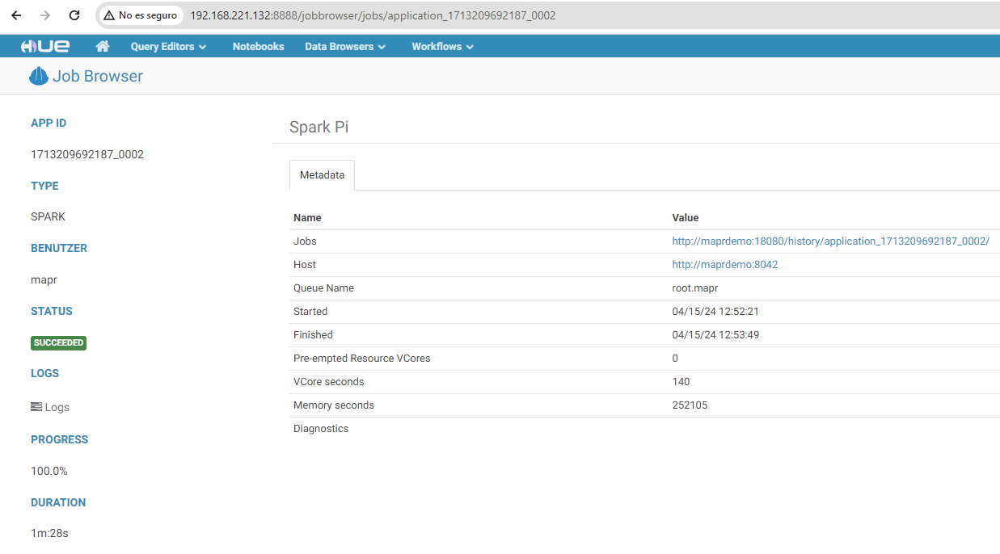 No es seguro 192.168.221.132:8888/jobbrowser/jobs/application_1713209692187_0002
HUE Query Editors Notebooks Data Browsers Workflows
Job Browser
APP ID
1713209692187_0002
TYPE
SPARK
BENUTZER
mapr
STATUS
SUCCEEDED
LOGS
Logs
PROGRESS
100.0%
DURATION
1m:28s
Spark Pi
Metadata
Name Value
Jobs http://maprdemo:18080/history/application_1713209692187_0002/
Host http://maprdemo:8042
Queue Name root.mapr
Started 04/15/24 12:52:21
Finished 04/15/24 12:53:49
Pre-empted Resource VCores 0
VCore seconds 140
Memory seconds 252105
Diagnostics